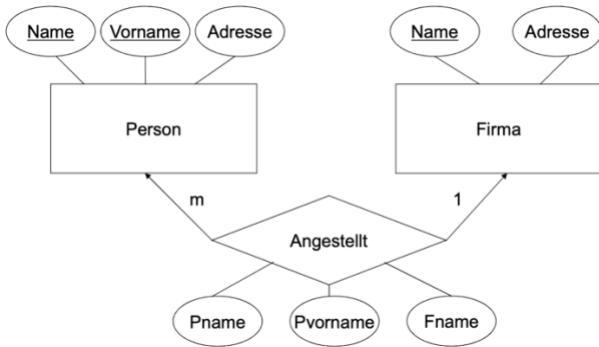 Name Vorname Adresse Name Adresse
Person Firma
m 1
Angestellt
Pname Pvorname Fname